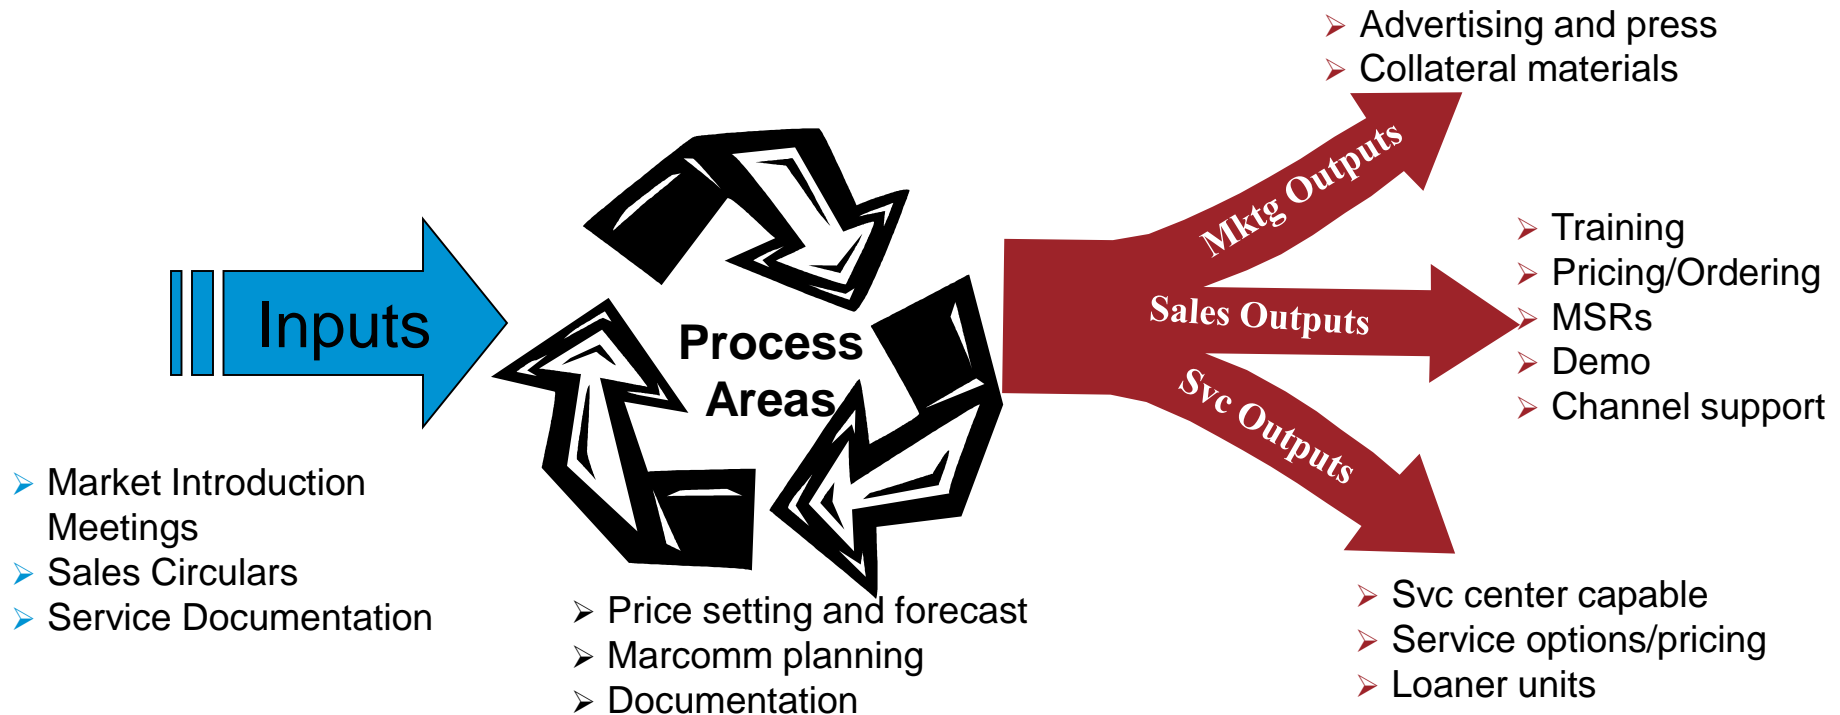 Inputs
Market Introduction
Meetings
Sales Circulars
Service Documentation
Process
Areas
Price setting and forecast
Marcomm planning
Documentation
Advertising and press
Collateral materials
Mktg Outputs
Sales Outputs
Svc Outputs
Training
Pricing/Ordering
MSRs
Demo
Channel support
Svc center capable
Service options/pricing
Loaner units